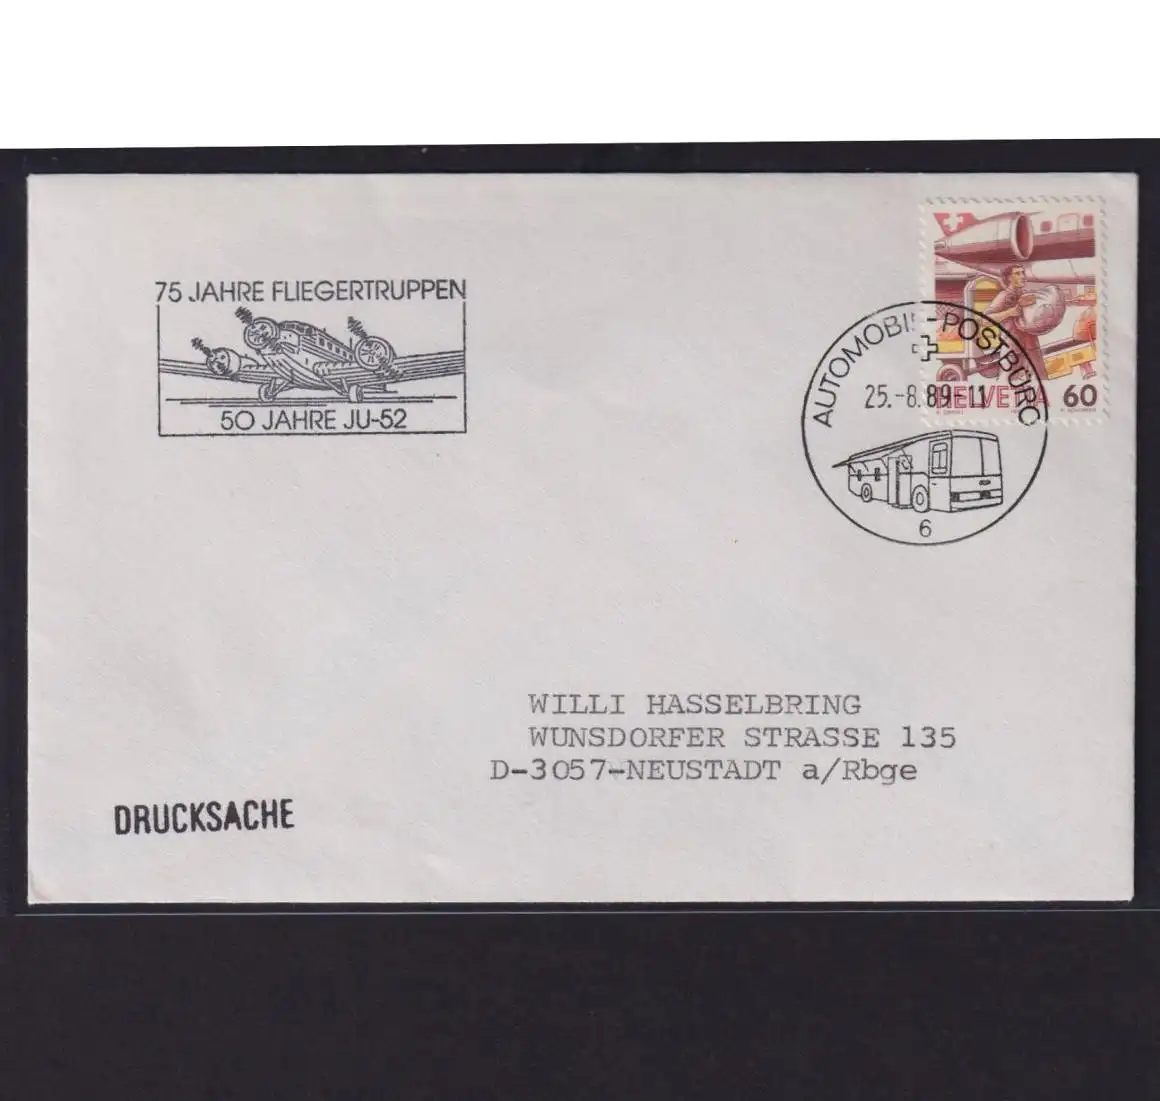 75 JAHRE FLIEGERTRUPPEN
50 JAHRE JU-52
AUTOMOBIL-POSTBÜRO
25.-8.89-11
6
HELVETIA 60
WILLI HASSELBRING
WUNSDORFER STRASSE 135
D-3057-NEUSTADT a/Rbge
DRUCKSACHE